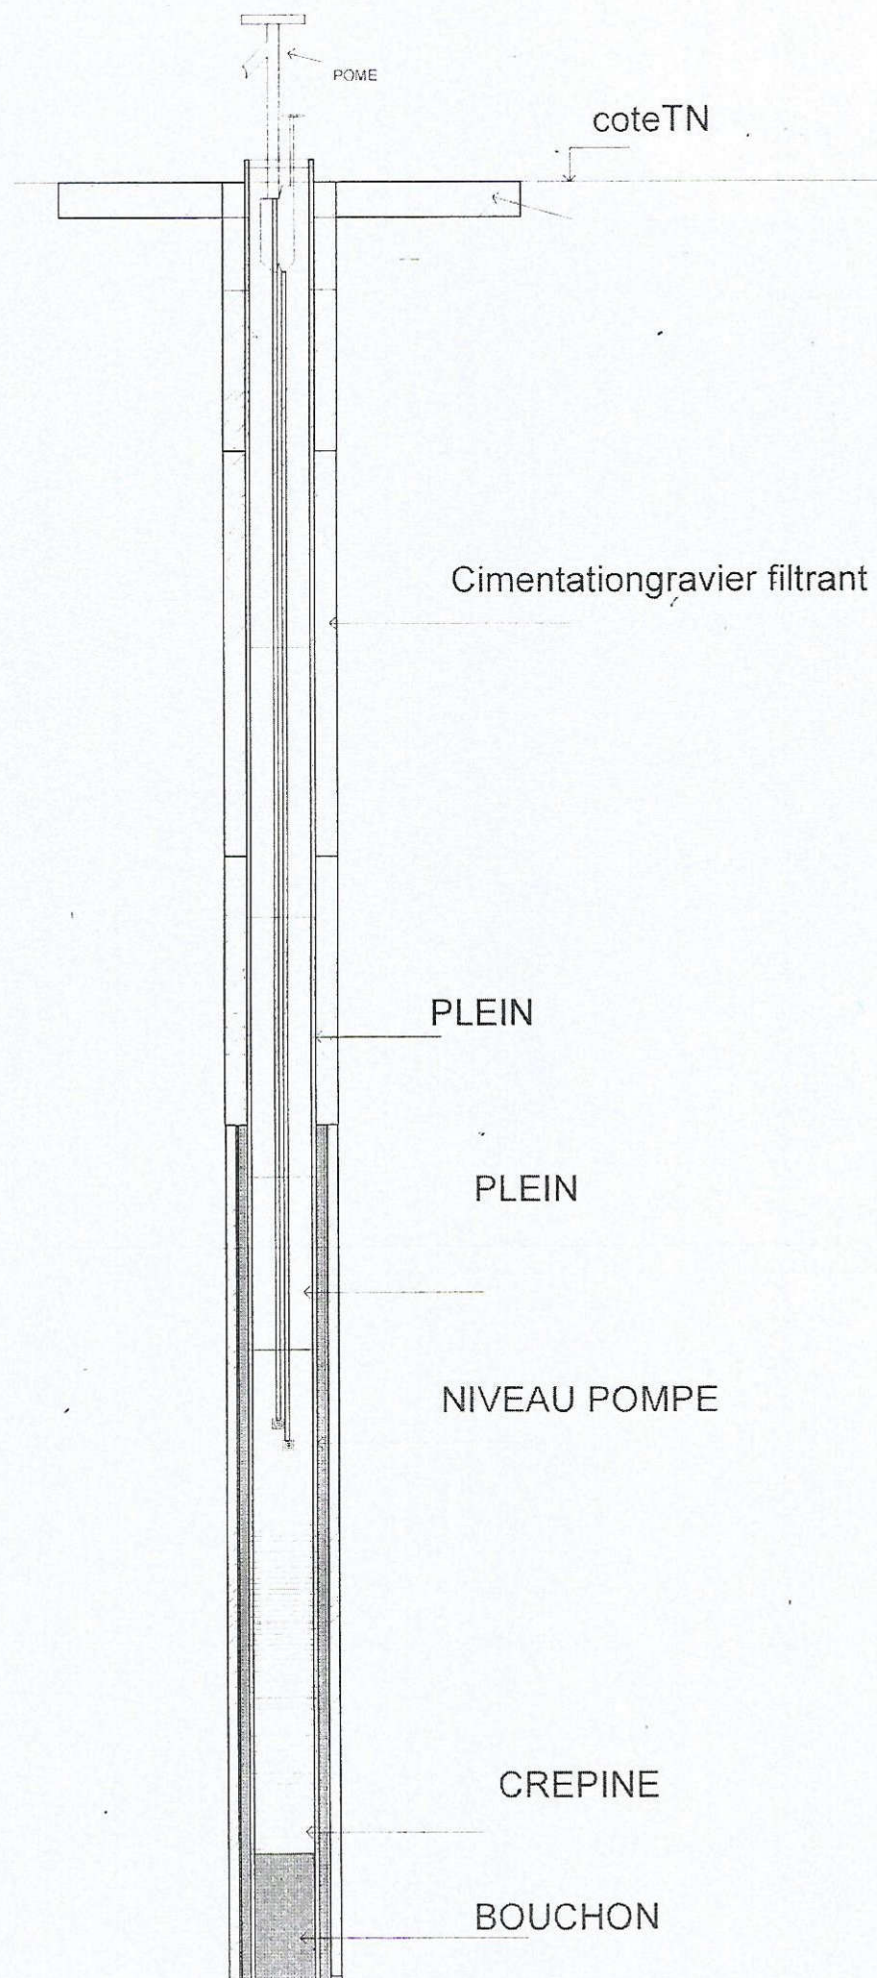 POME
coteTN
Cimentationgravier filtrant
PLEIN
PLEIN
NIVEAU POMPE
CREPINE
BOUCHON